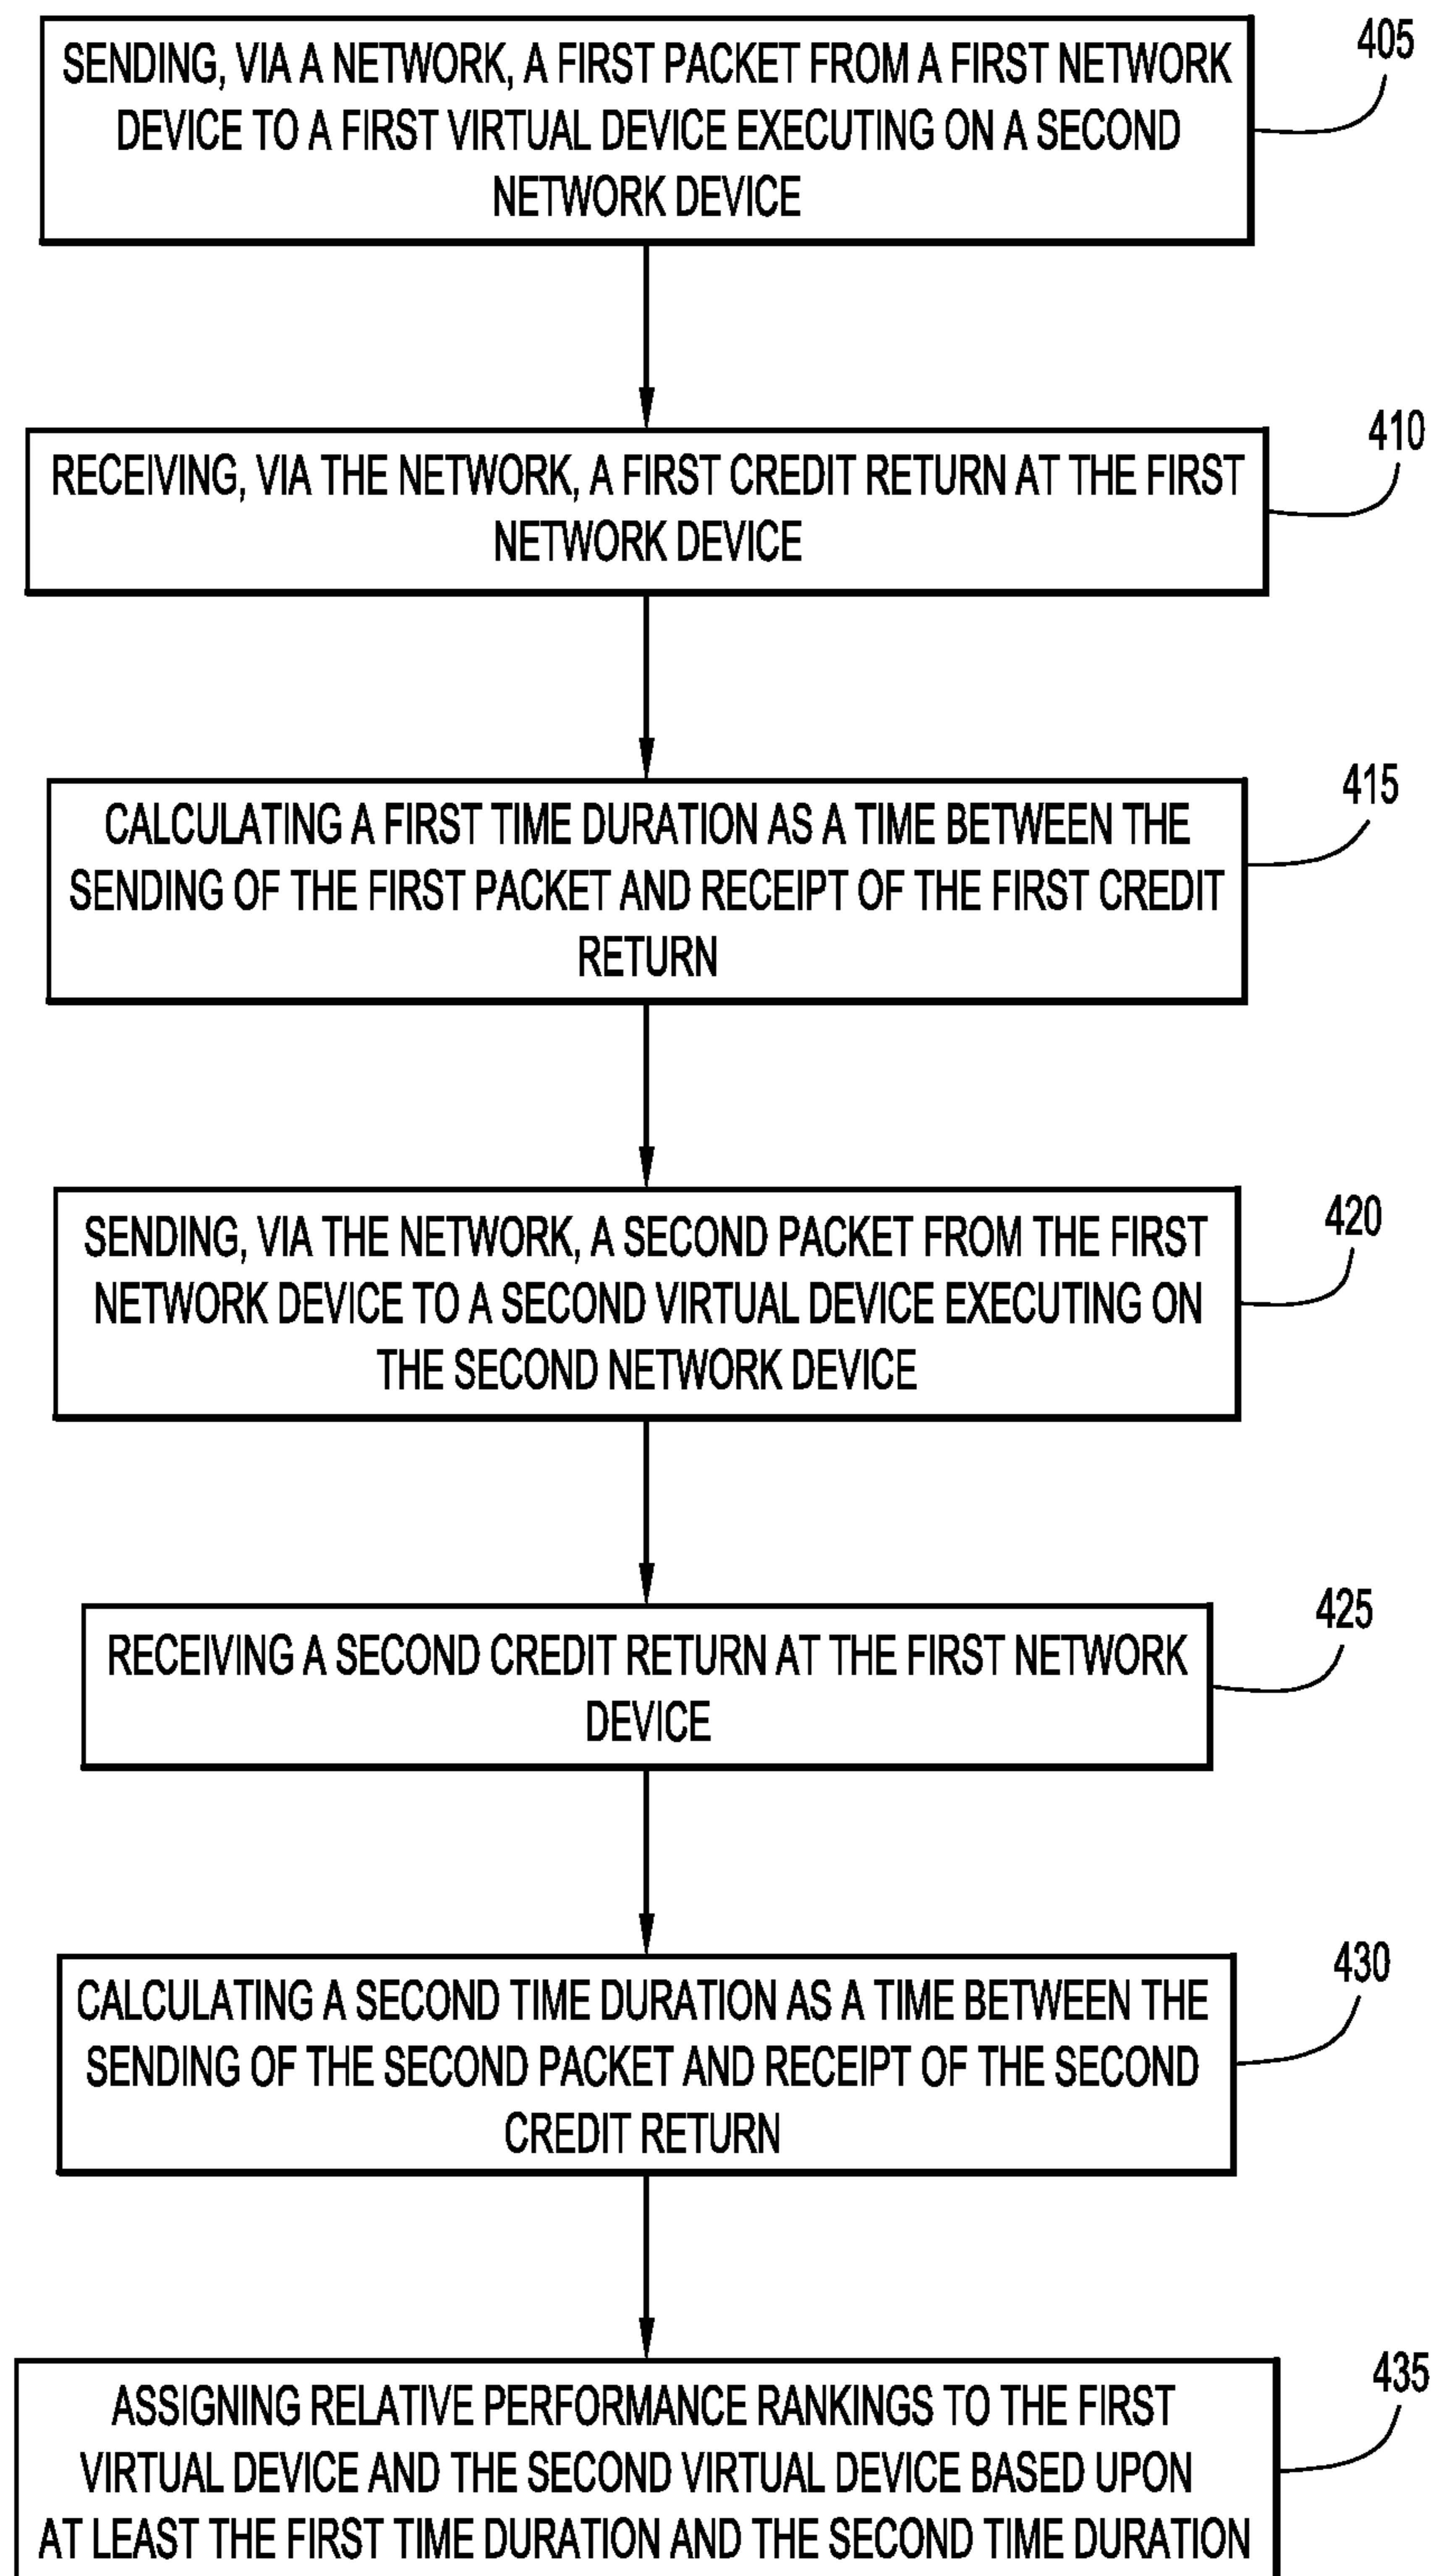 405
SENDING, VIA A NETWORK, A FIRST PACKET FROM A FIRST NETWORK
DEVICE TO A FIRST VIRTUAL DEVICE EXECUTING ON A SECOND
NETWORK DEVICE
410
RECEIVING, VIA THE NETWORK, A FIRST CREDIT RETURN AT THE FIRST
NETWORK DEVICE
415
CALCULATING A FIRST TIME DURATION AS A TIME BETWEEN THE
SENDING OF THE FIRST PACKET AND RECEIPT OF THE FIRST CREDIT
RETURN
420
SENDING, VIA THE NETWORK, A SECOND PACKET FROM THE FIRST
NETWORK DEVICE TO A SECOND VIRTUAL DEVICE EXECUTING ON
THE SECOND NETWORK DEVICE
425
RECEIVING A SECOND CREDIT RETURN AT THE FIRST NETWORK
DEVICE
430
CALCULATING A SECOND TIME DURATION AS A TIME BETWEEN THE
SENDING OF THE SECOND PACKET AND RECEIPT OF THE SECOND
CREDIT RETURN
435
ASSIGNING RELATIVE PERFORMANCE RANKINGS TO THE FIRST
VIRTUAL DEVICE AND THE SECOND VIRTUAL DEVICE BASED UPON
AT LEAST THE FIRST TIME DURATION AND THE SECOND TIME DURATION